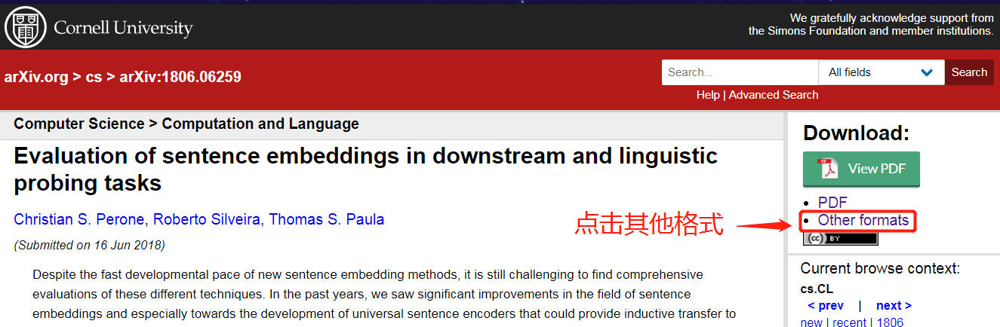 Cornell University
We gratefully acknowledge support from
the Simons Foundation and member institutions.
arXiv.org > cs > arXiv:1806.06259
Search...
All fields
Search
Help | Advanced Search
Computer Science > Computation and Language
Evaluation of sentence embeddings in downstream and linguistic
probing tasks
Christian S. Perone, Roberto Silveira, Thomas S. Paula
(Submitted on 16 Jun 2018)
Despite the fast developmental pace of new sentence embedding methods, it is still challenging to find comprehensive
evaluations of these different techniques. In the past years, we saw significant improvements in the field of sentence
embeddings and especially towards the development of universal sentence encoders that could provide inductive transfer to
点击其他格式
Download:
View PDF
PDF
Other formats
(cc) BY
Current browse context:
cs.CL
< prev | next >
new | recent | 1806